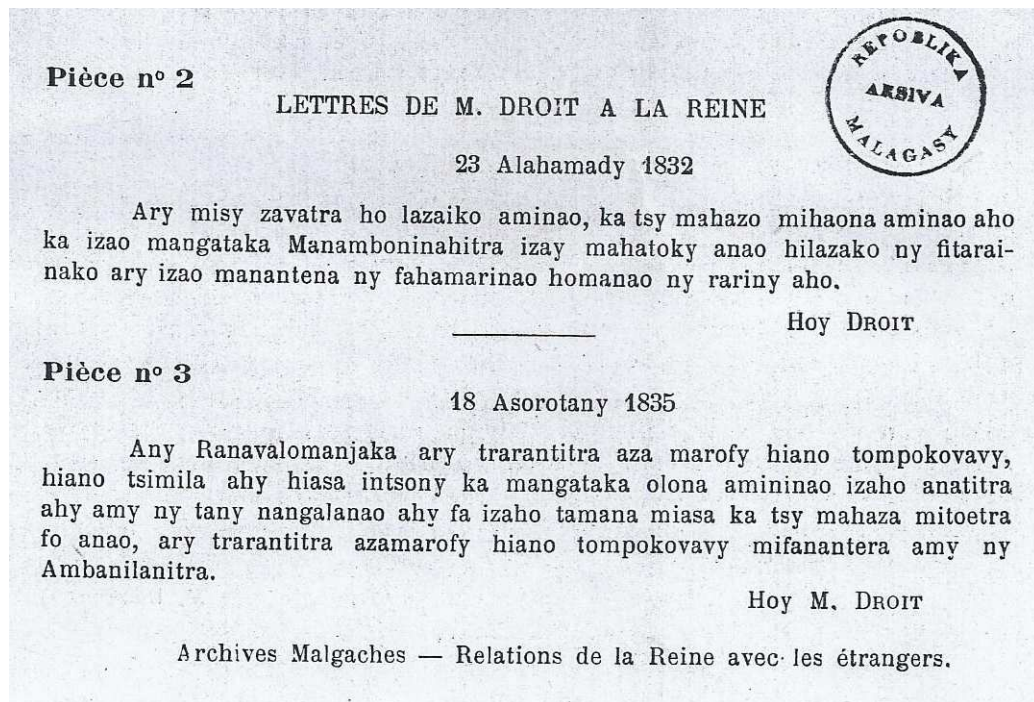 Pièce nº 2
REPOBLIKA
ARSIVA
MALAGASY
LETTRES DE M. DROIT A LA REINE
23 Alahamady 1832
Ary misy zavatra ho lazaiko aminao, ka tsy mahazo mihaona aminao aho
ka izao mangataka Manamboninahitra izay mahatoky anao hilazako ny fitarai-
nako ary izao manantena ny fahamarinao homanao ny rariny aho.
Hoy DROIT
Pièce nº 3
18 Asorotany 1835
Any Ranavalomanjaka ary trarantitra aza marofy hiano tompokovavy,
hiano tsimila ahy hiasa intsony ka mangataka olona amininao izaho anatitra
ahy amy ny tany nangalanao ahy fa izaho tamana miasa ka tsy mahaza mitoetra
fo anao, ary trarantitra azamarofy hiano tompokovavy mifanantera amy ny
Ambanilanitra.
Hoy M. DROIT
Archives Malgaches — Relations de la Reine avec les étrangers.